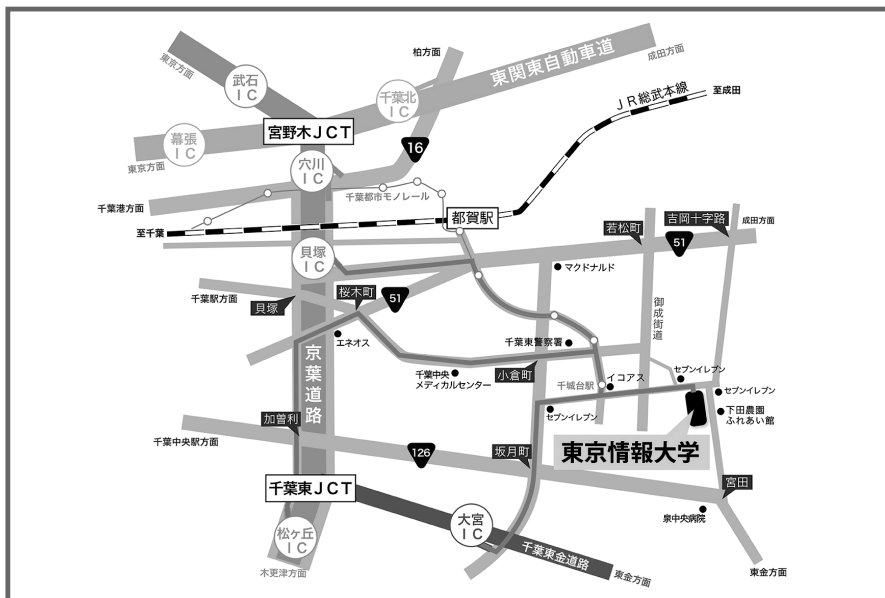 柏方面
成田方面
東京方面
武石
IC
東関東自動車道
千葉北
IC
JR総武本線
至成田
宮野木JCT
幕張
IC
東京方面
16
穴川
IC
千葉都市モノレール
千葉港方面
都賀駅
吉岡十字路
成田方面
至千葉
若松町
51
貝塚
IC
マクドナルド
千葉駅方面
桜木町
51
貝塚
御成街道
エネオス
千葉東警察署
京葉道路
千葉中央
メディカルセンター
小倉町
千城台駅
イコアス
セブンイレブン
セブンイレブン
セブンイレブン
下田農園
ふれあい館
加曽利
千葉中央駅方面
126
坂月町
東京情報大学
宮田
千葉東JCT
大宮
IC
泉中央病院
松ヶ丘
IC
千葉東金道路
木更津方面
東金方面
東金方面